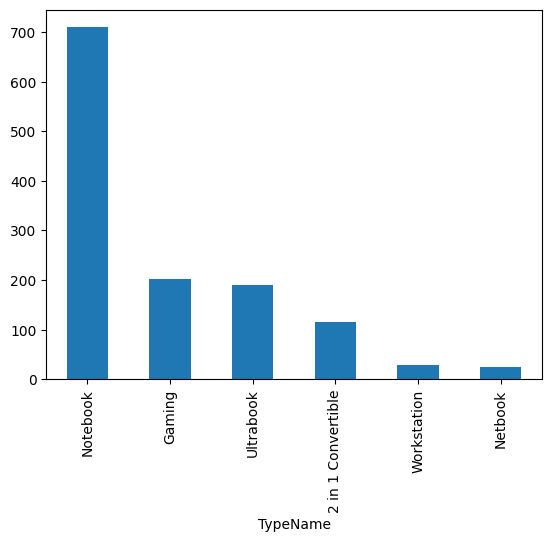 700
600
500
400
300
200
100
0
Notebook
Gaming
Ultrabook
2 in 1 Convertible
Workstation
Netbook
TypeName